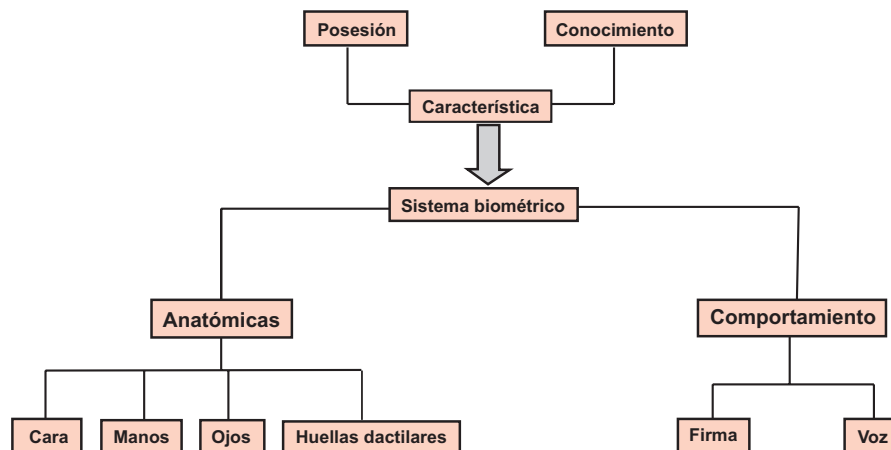 Posesión
Conocimiento
Característica
Sistema biométrico
Anatómicas
Comportamiento
Cara
Manos
Ojos
Huellas dactilares
Firma
Voz